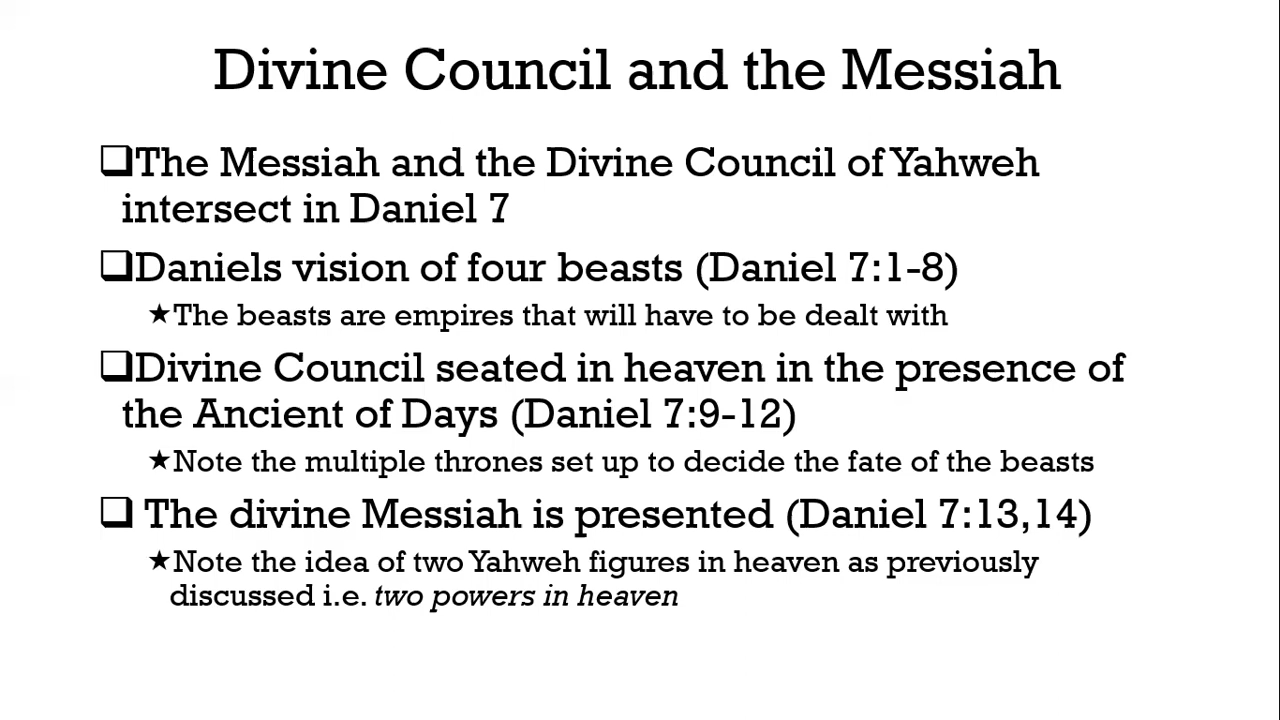 Divine Council and the Messiah
❑The Messiah and the Divine Council of Yahweh
intersect in Daniel 7
❑Daniels vision of four beasts (Daniel 7:1-8)
★The beasts are empires that will have to be dealt with
❑Divine Council seated in heaven in the presence of
the Ancient of Days (Daniel 7:9-12)
★Note the multiple thrones set up to decide the fate of the beasts
❑ The divine Messiah is presented (Daniel 7:13,14)
★Note the idea of two Yahweh figures in heaven as previously
discussed i.e. two powers in heaven